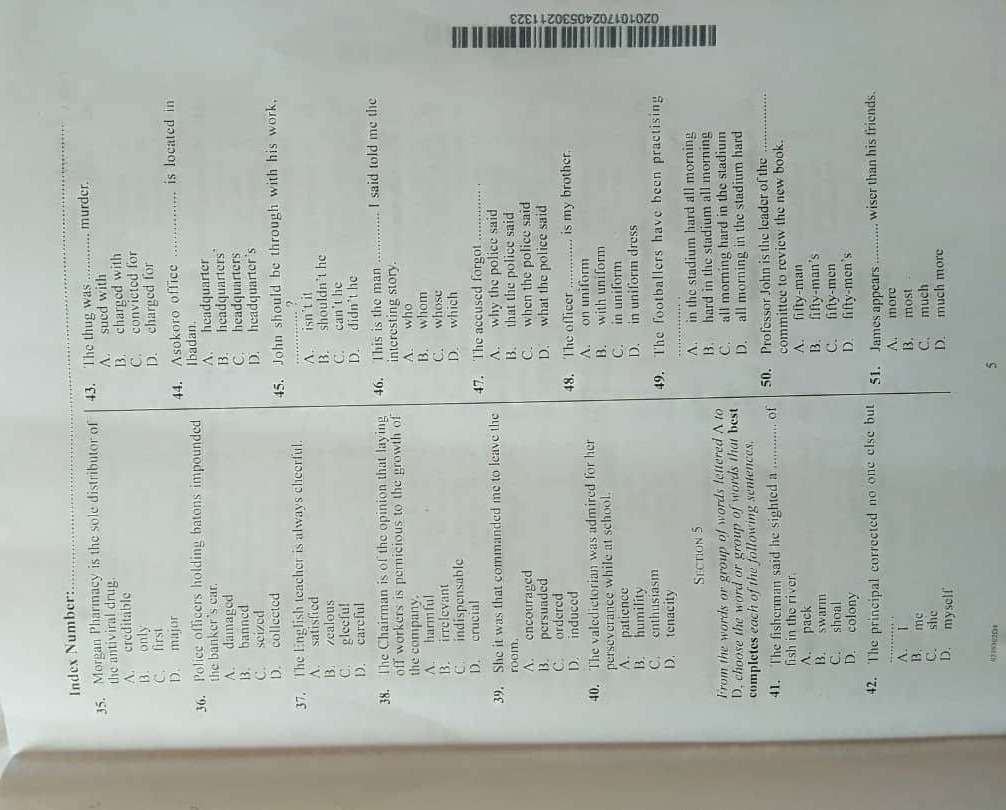 Index Number:
35. Morgan Pharmacy is the sole distributor of
the antiviral drug.
A. creditable
B. only
C. first
D. major
36. Police officers holding batons impounded
the banker's car.
A. damaged
B. banned
C. seized
D. collected
37. The English teacher is always cheerful.
A. satisfied
B. zealous
C. gleeful
D. careful
38. The Chairman is of the opinion that laying
off workers is pernicious to the growth of
the company.
A. harmful
B. irrelevant
C. indispensable
D. crucial
39. She it was that commanded me to leave the
room.
A. encouraged
B. persuaded
C. ordered
D. induced
40. The valedictorian was admired for her
perseverance while at school.
A. patience
B. humility
C. enthusiasm
D. tenacity
SECTION 5
From the words or group of words lettered A to
D, choose the word or group of words that best
completes each of the following sentences.
41. The fisherman said he sighted a .......... of
fish in the river.
A. pack
B. swarm
C. shoal
D. colony
42. The principal corrected no one else but
..........
A. I
B. me
C. she
D. myself
43. The thug was .......... murder.
A. sued with
B. charged with
C. convicted for
D. charged for
44. Asokoro office .......... is located in
Ibadan.
A. headquarter
B. headquarters'
C. headquarters
D. headquarter's
45. John should be through with his work,
..........?
A. isn't it
B. shouldn't he
C. can't he
D. didn't he
46. This is the man .......... I said told me the
interesting story.
A. who
B. whom
C. whose
D. which
47. The accused forgot ..........
A. why the police said
B. that the police said
C. when the police said
D. what the police said
48. The officer .......... is my brother.
A. on uniform
B. with uniform
C. in uniform
D. in uniform dress
49. The footballers have been practising
..........
A. in the stadium hard all morning
B. hard in the stadium all morning
C. all morning hard in the stadium
D. all morning in the stadium hard
50. Professor John is the leader of the ..........
committee to review the new book.
A. fifty-man
B. fifty-man's
C. fifty-men
D. fifty-men's
51. James appears .......... wiser than his friends.
A. more
B. most
C. much
D. much more
5
02010170240530211323